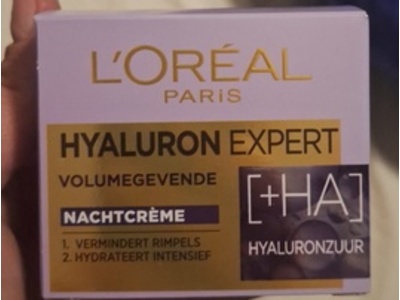 L'ORÉAL
PARIS
HYALURON EXPERT
VOLUMEGEVENDE
NACHTCRÈME
1. VERMINDERT RIMPELS
2. HYDRATEERT INTENSIEF
[+HA]
HYALURONZUUR